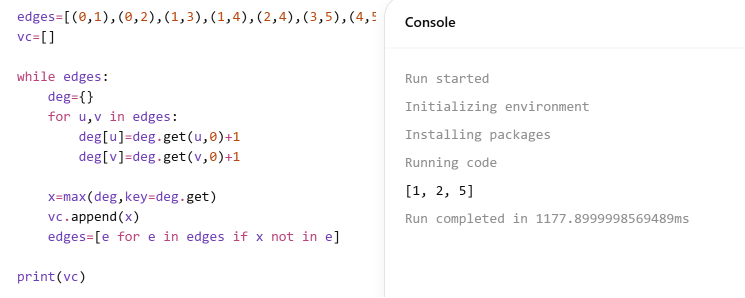 edges=[(0,1),(0,2),(1,3),(1,4),(2,4),(3,5),(4,5
vc=[]
while edges:
    deg={}
    for u,v in edges:
        deg[u]=deg.get(u,0)+1
        deg[v]=deg.get(v,0)+1
    x=max(deg,key=deg.get)
    vc.append(x)
    edges=[e for e in edges if x not in e]
print(vc)
Console
Run started
Initializing environment
Installing packages
Running code
[1, 2, 5]
Run completed in 1177.8999998569489ms